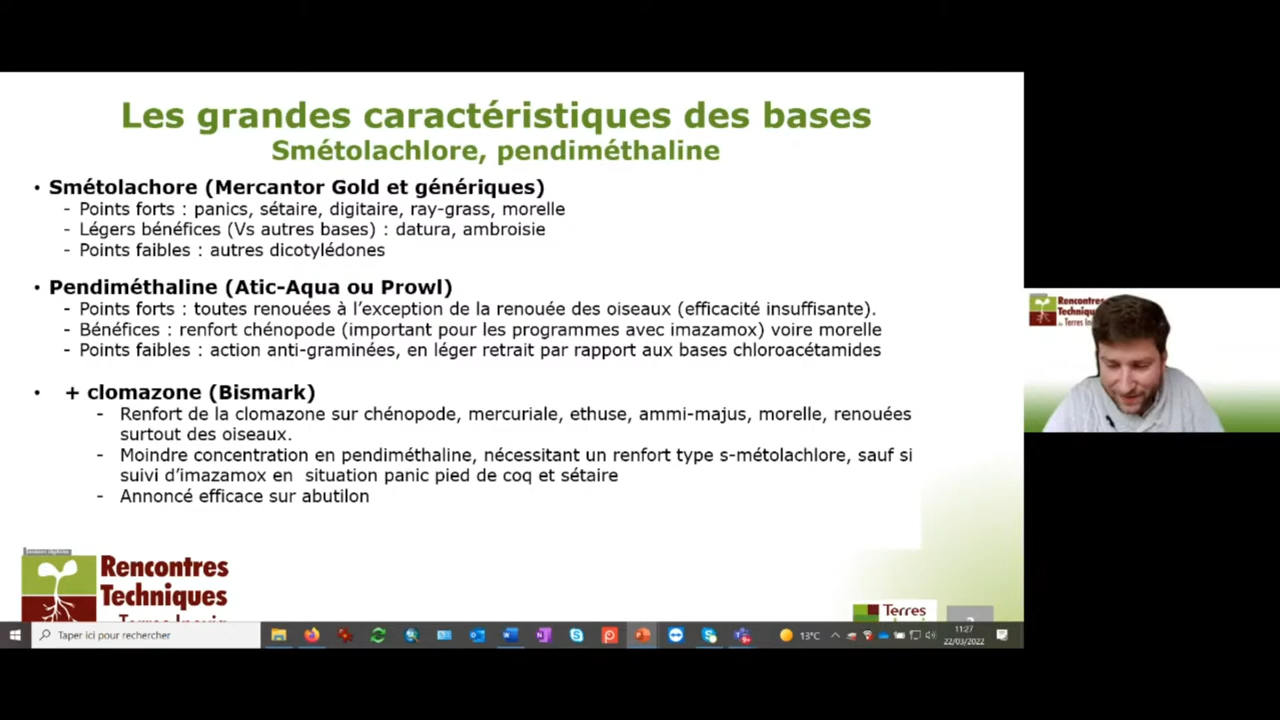 Les grandes caractéristiques des bases
Smétolachlore, pendiméthaline
• Smétolachore (Mercantor Gold et génériques)
- Points forts : panics, sétaire, digitaire, ray-grass, morelle
- Légers bénéfices (Vs autres bases) : datura, ambroisie
- Points faibles : autres dicotylédones
• Pendiméthaline (Atic-Aqua ou Prowl)
- Points forts : toutes renouées à l'exception de la renouée des oiseaux (efficacité insuffisante).
- Bénéfices : renfort chénopode (important pour les programmes avec imazamox) voire morelle
- Points faibles : action anti-graminées, en léger retrait par rapport aux bases chloroacétamides
• + clomazone (Bismark)
- Renfort de la clomazone sur chénopode, mercuriale, ethuse, ammi-majus, morelle, renouées
surtout des oiseaux.
- Moindre concentration en pendiméthaline, nécessitant un renfort type s-métolachlore, sauf si
suivi d'imazamox en situation panic pied de coq et sétaire
- Annoncé efficace sur abutilon
Rencontres
Techniques
Terres Inovia
Terres
Rencontres
Taper ici pour rechercher
13°C
11:27
22/03/2022